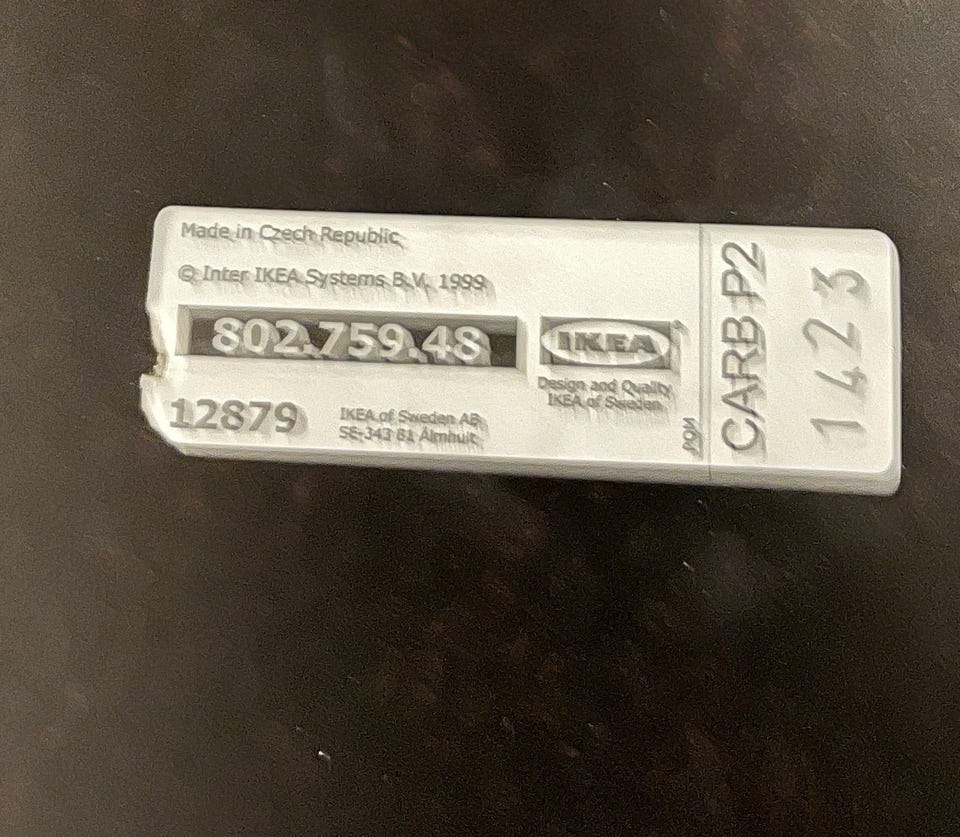 Made in Czech Republic
© Inter IKEA Systems B.V. 1999
802.759.48
IKEA
Design and Quality
IKEA of Sweden
12879
IKEA of Sweden AB
SE-343 81 Älmhult
CARB P2
1423